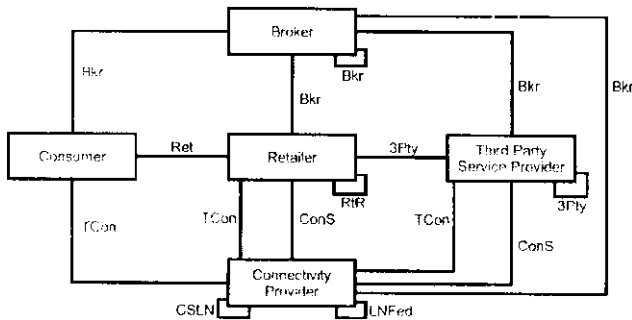 Broker
Bkr
Bkr
Bkr
Bkr
Bkr
Consumer
Ret
Retailer
3Pty
Third Party
Service Provider
RtR
3Pty
TCon
TCon
ConS
TCon
ConS
Connectivity
Provider
CSLN
LNFed